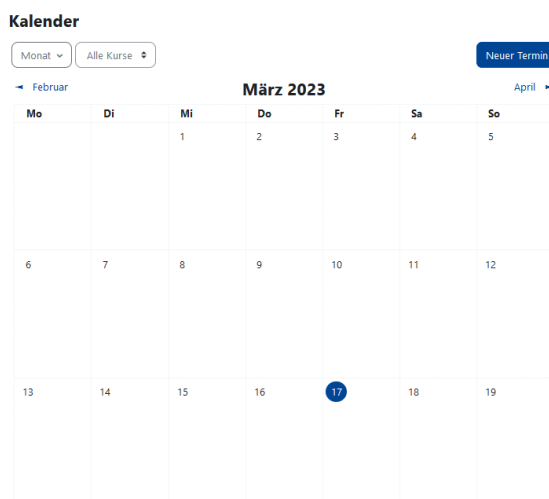 Kalender
Monat Alle Kurse Neuer Termin
Februar März 2023 April
Mo Di Mi Do Fr Sa So
1 2 3 4 5
6 7 8 9 10 11 12
13 14 15 16 17 18 19